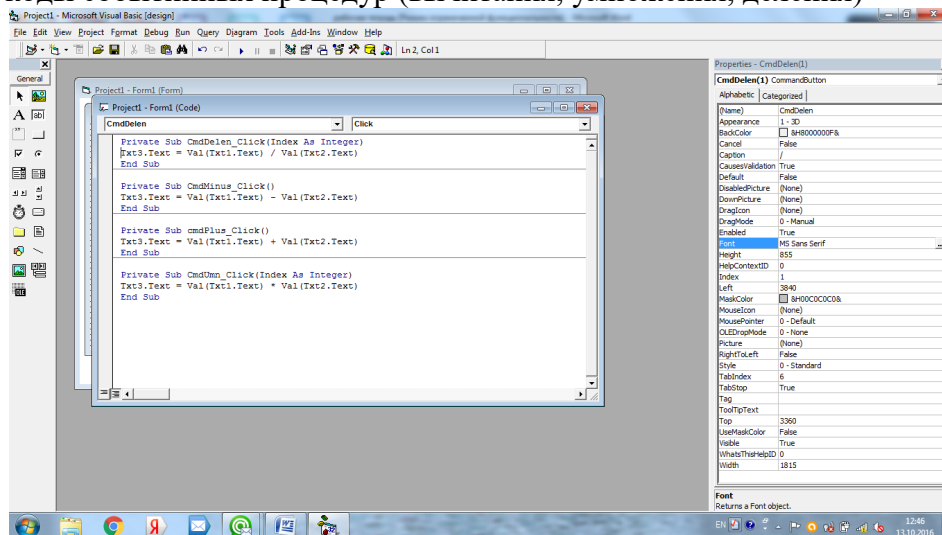 коды событийных процедур (вычитания, умножения, деления)
Project1 - Microsoft Visual Basic [design]
File Edit View Project Format Debug Run Query Diagram Tools Add-Ins Window Help
Ln 2, Col 1
General
Project1 - Form1 (Form)
Project1 - Form1 (Code)
CmdDelen Click
Private Sub CmdDelen_Click(Index As Integer)
Txt3.Text = Val(Txt1.Text) / Val(Txt2.Text)
End Sub
Private Sub CmdMinus_Click()
Txt3.Text = Val(Txt1.Text) - Val(Txt2.Text)
End Sub
Private Sub cmdPlus_Click()
Txt3.Text = Val(Txt1.Text) + Val(Txt2.Text)
End Sub
Private Sub CmdUmn_Click(Index As Integer)
Txt3.Text = Val(Txt1.Text) * Val(Txt2.Text)
End Sub
Properties - CmdDelen(1)
CmdDelen(1) CommandButton
Alphabetic Categorized
(Name) CmdDelen
Appearance 1 - 3D
BackColor &H8000000F&
Cancel False
Caption /
CausesValidation True
Default False
DisabledPicture (None)
DownPicture (None)
DragIcon (None)
DragMode 0 - Manual
Enabled True
Font MS Sans Serif
Height 855
HelpContextID 0
Index 1
Left 3840
MaskColor &H00C0C0C0&
MouseIcon (None)
MousePointer 0 - Default
OLEDropMode 0 - None
Picture (None)
RightToLeft False
Style 0 - Standard
TabIndex 6
TabStop True
Tag
ToolTipText
Top 3360
UseMaskColor False
Visible True
WhatsThisHelpID 0
Width 1815
Font
Returns a Font object.
EN
12:46
13.10.2016